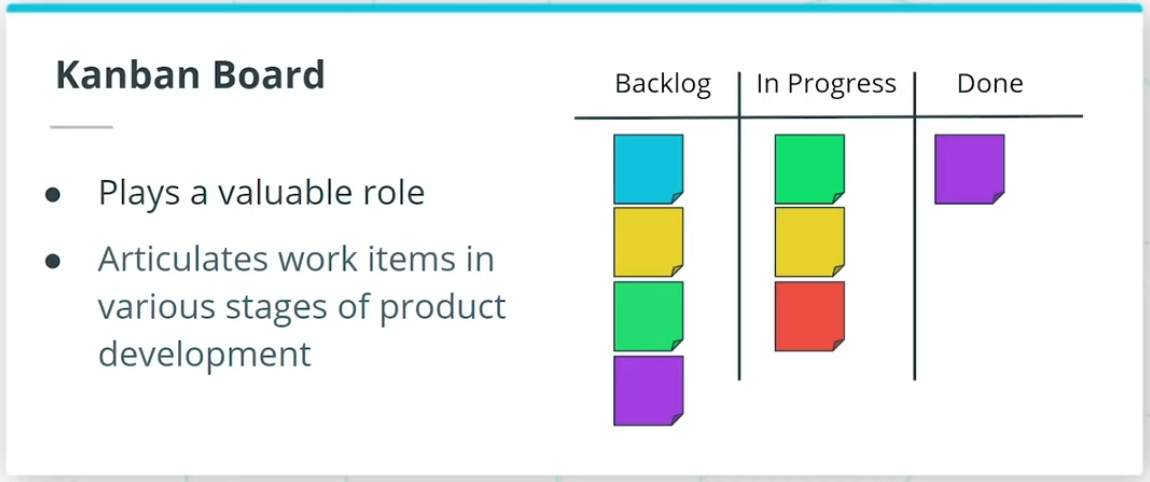 Kanban Board
● Plays a valuable role
● Articulates work items in
various stages of product
development
Backlog In Progress Done